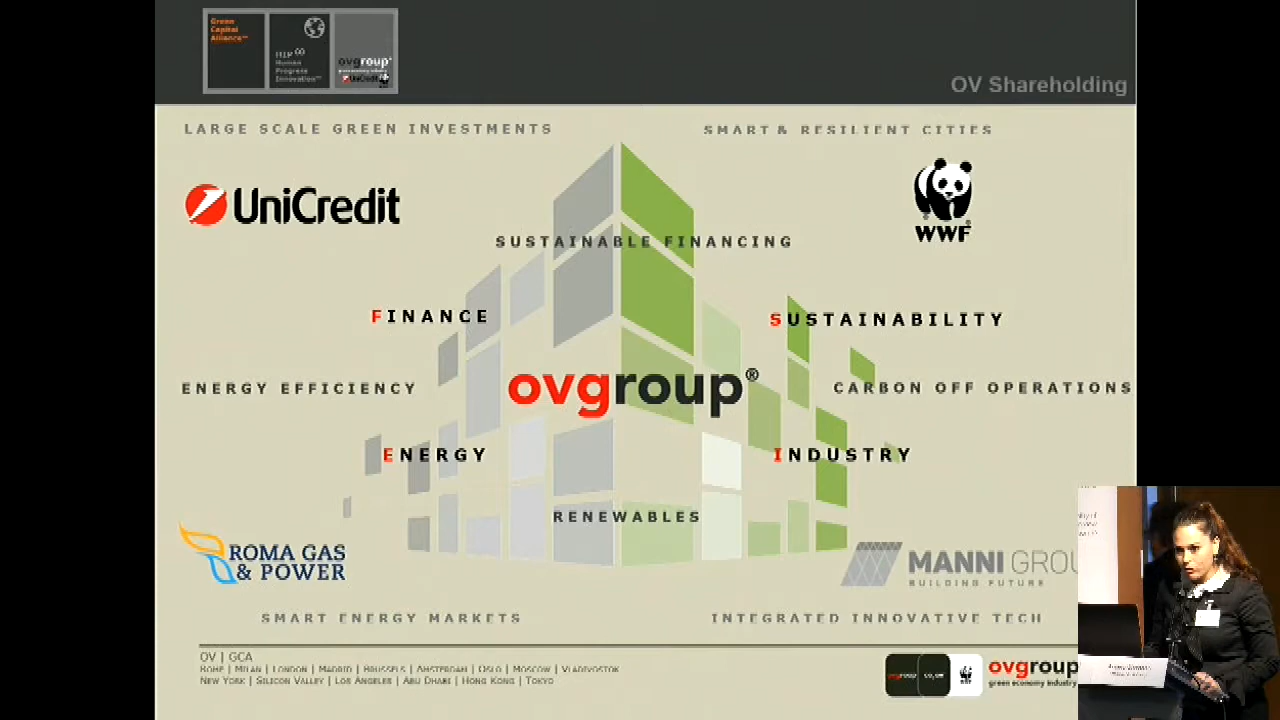 Green
Capital
Alliance™
HIP
Human
Progress
Innovation™
ovgroup®
UniCredit
OV Shareholding
LARGE SCALE GREEN INVESTMENTS
SMART & RESILIENT CITIES
UniCredit
WWF
SUSTAINABLE FINANCING
FINANCE
SUSTAINABILITY
ENERGY EFFICIENCY
ovgroup®
CARBON OFF OPERATIONS
ENERGY
INDUSTRY
RENEWABLES
ROMA GAS
& POWER
MANNI GROU
BUILDING FUTURE
SMART ENERGY MARKETS
INTEGRATED INNOVATIVE TECH
OV | GCA
ROME | MILAN | LONDON | MADRID | BRUSSELS | AMSTERDAM | OSLO | MOSCOW | VLADIVOSTOK
NEW YORK | SILICON VALLEY | LOS ANGELES | ABU DHABI | HONG KONG | TOKYO
ovgroup
WWF
ovgroup
green economy industry